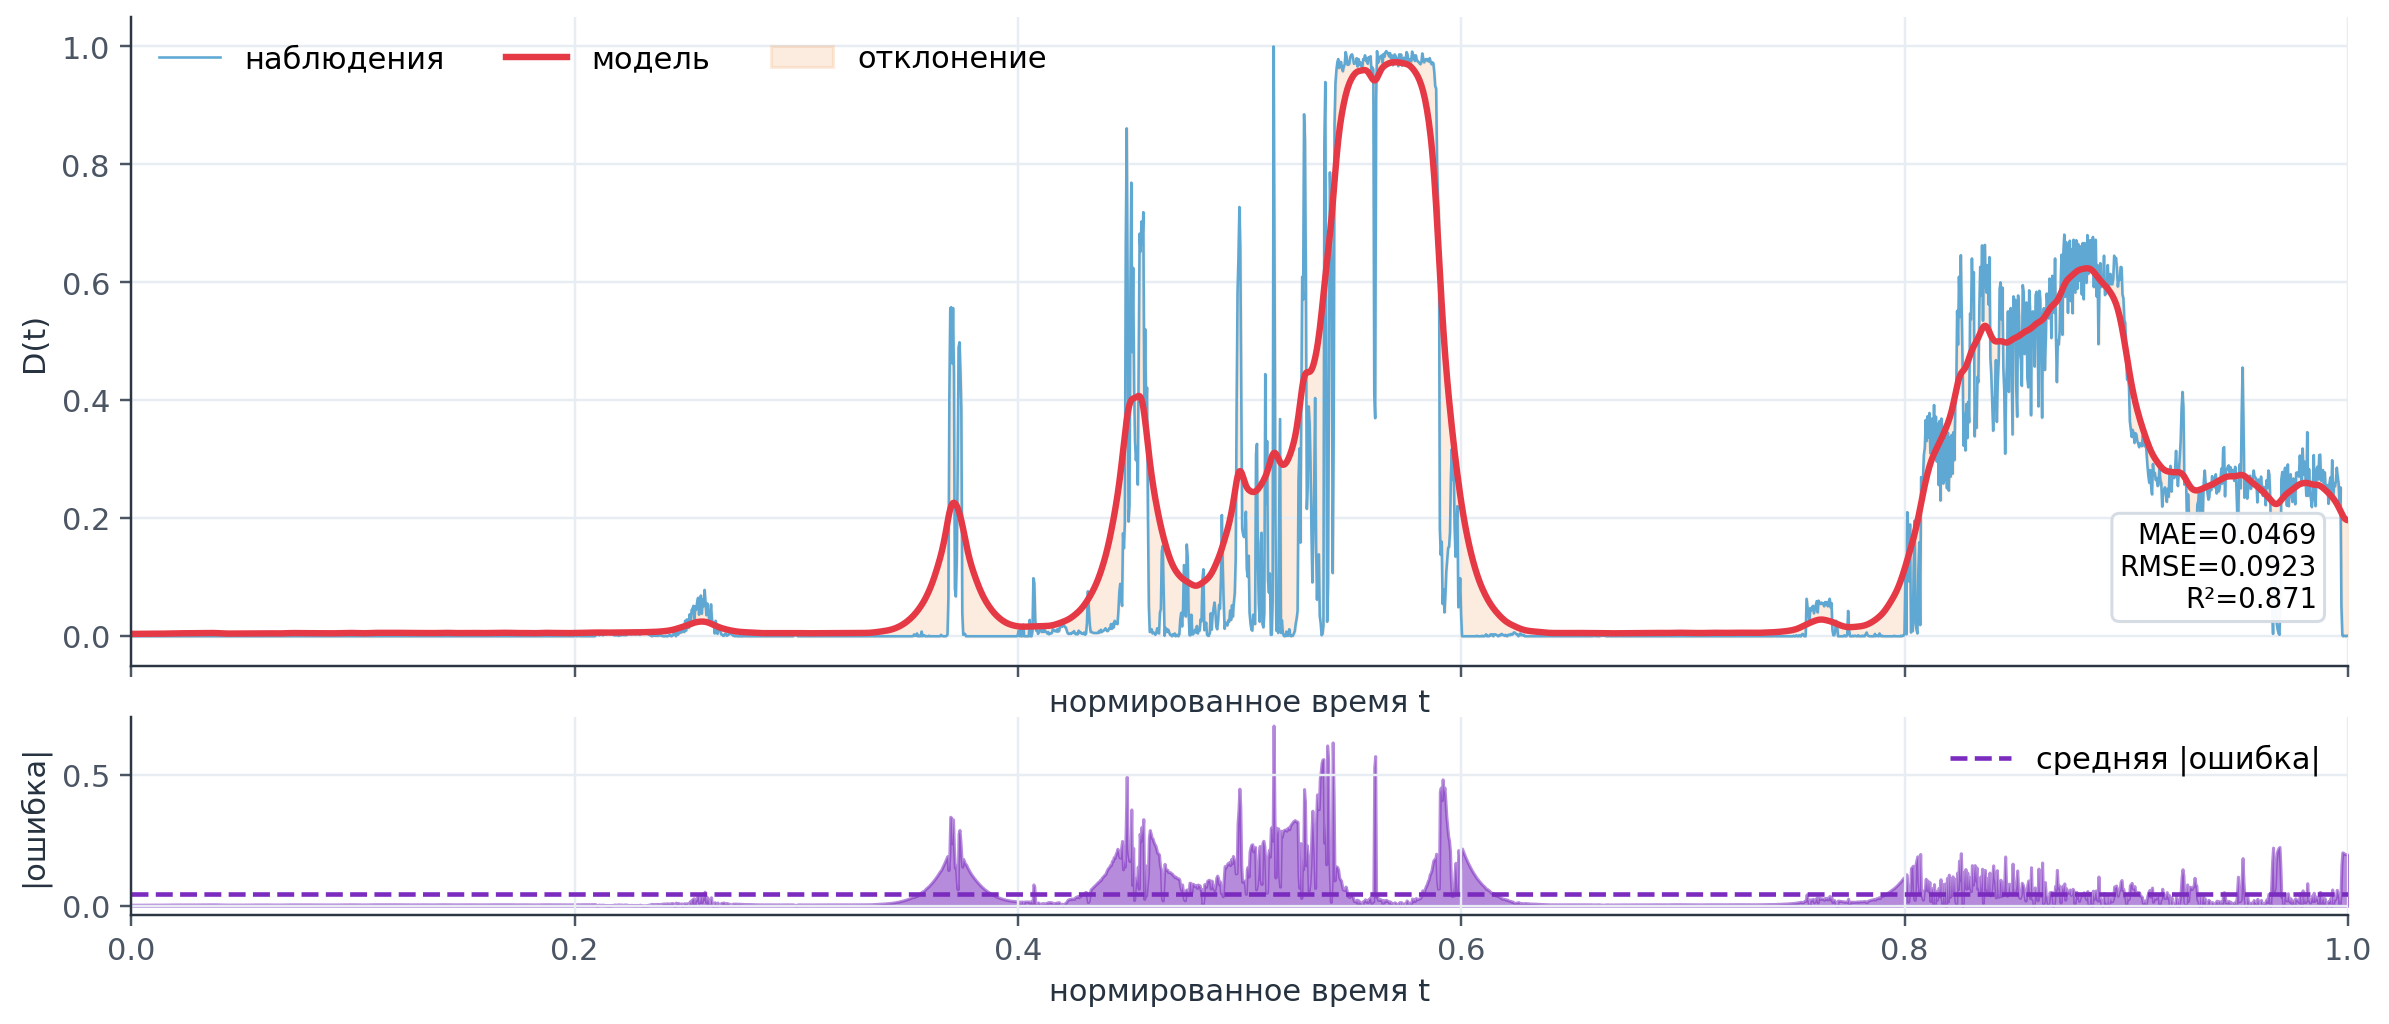 наблюдения модель отклонение
1.0
0.8
0.6
0.4
0.2
0.0
D(t)
MAE=0.0469
RMSE=0.0923
R²=0.871
нормированное время t
средняя |ошибка|
0.5
0.0
|ошибка|
0.0 0.2 0.4 0.6 0.8 1.0
нормированное время t